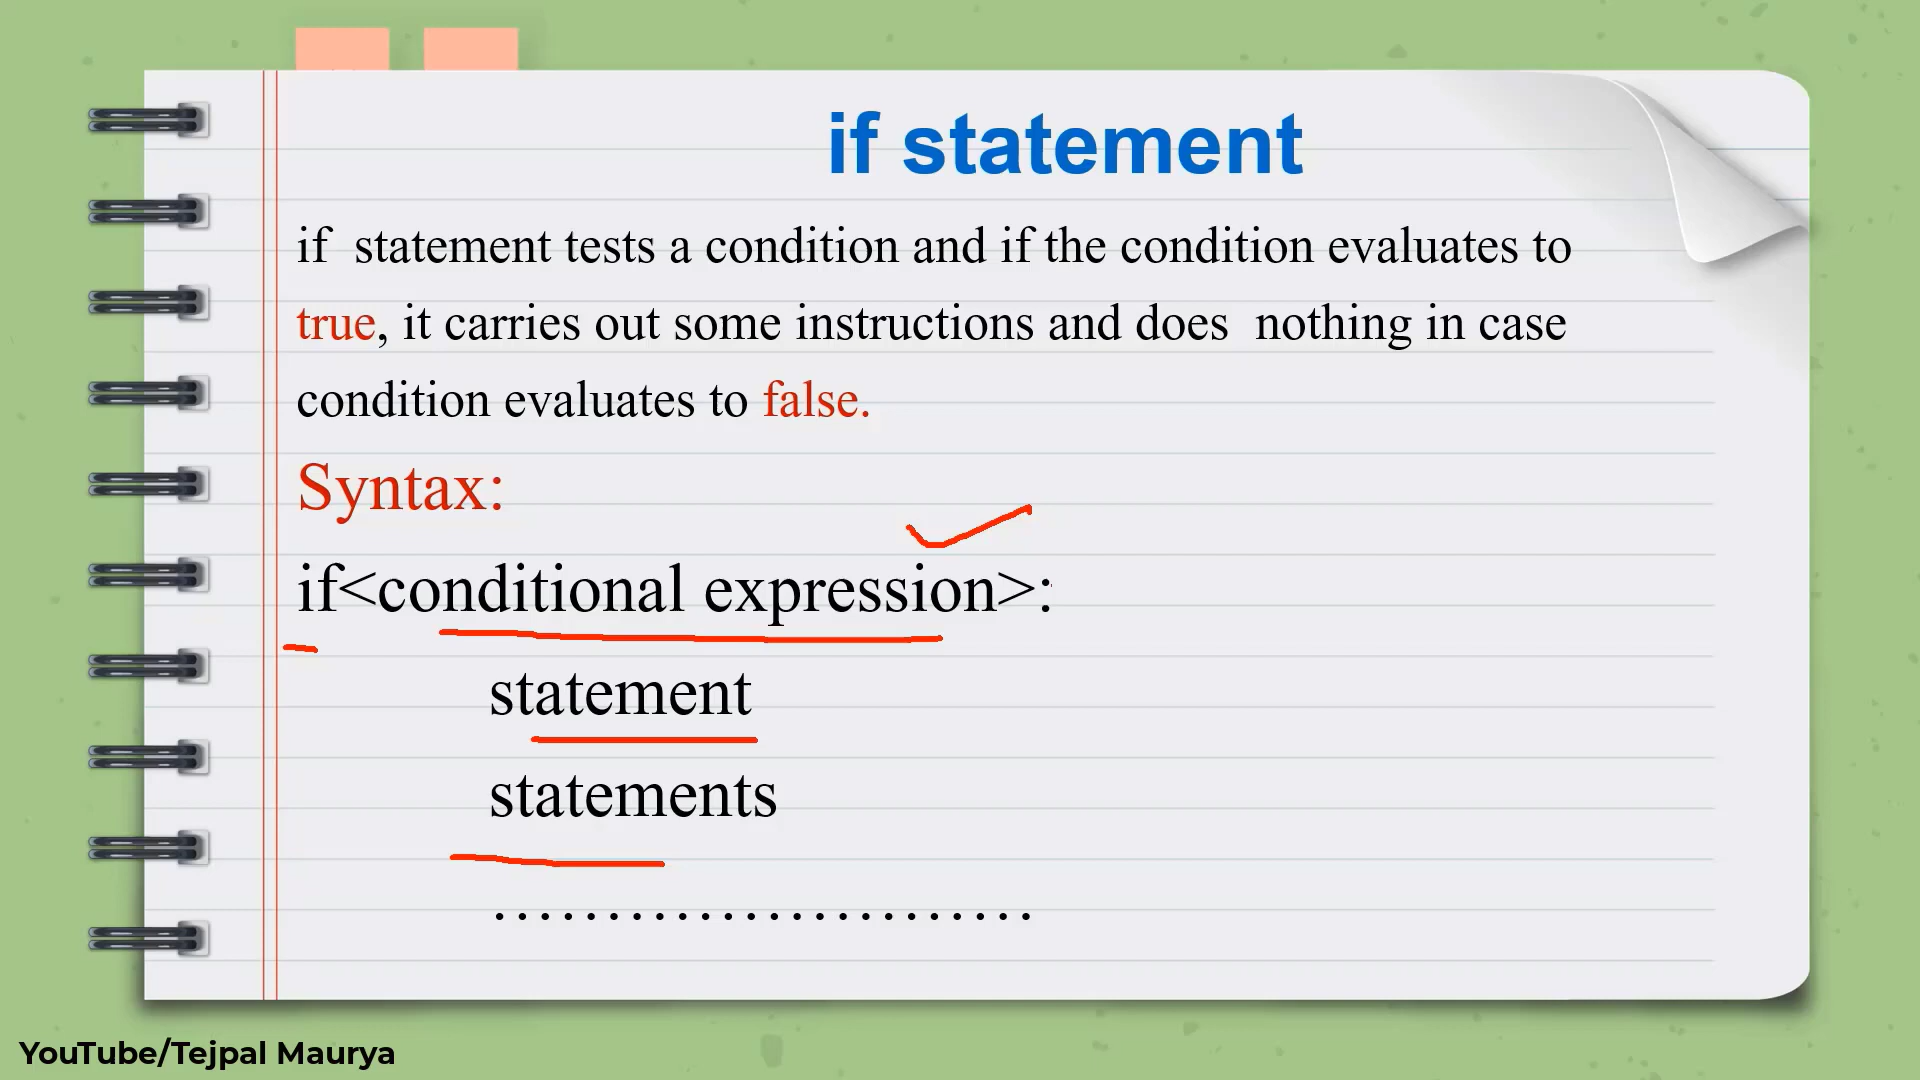 if statement
if statement tests a condition and if the condition evaluates to
true, it carries out some instructions and does nothing in case
condition evaluates to false.
Syntax:
if<conditional expression>:
statement
statements
........................
YouTube/Tejpal Maurya